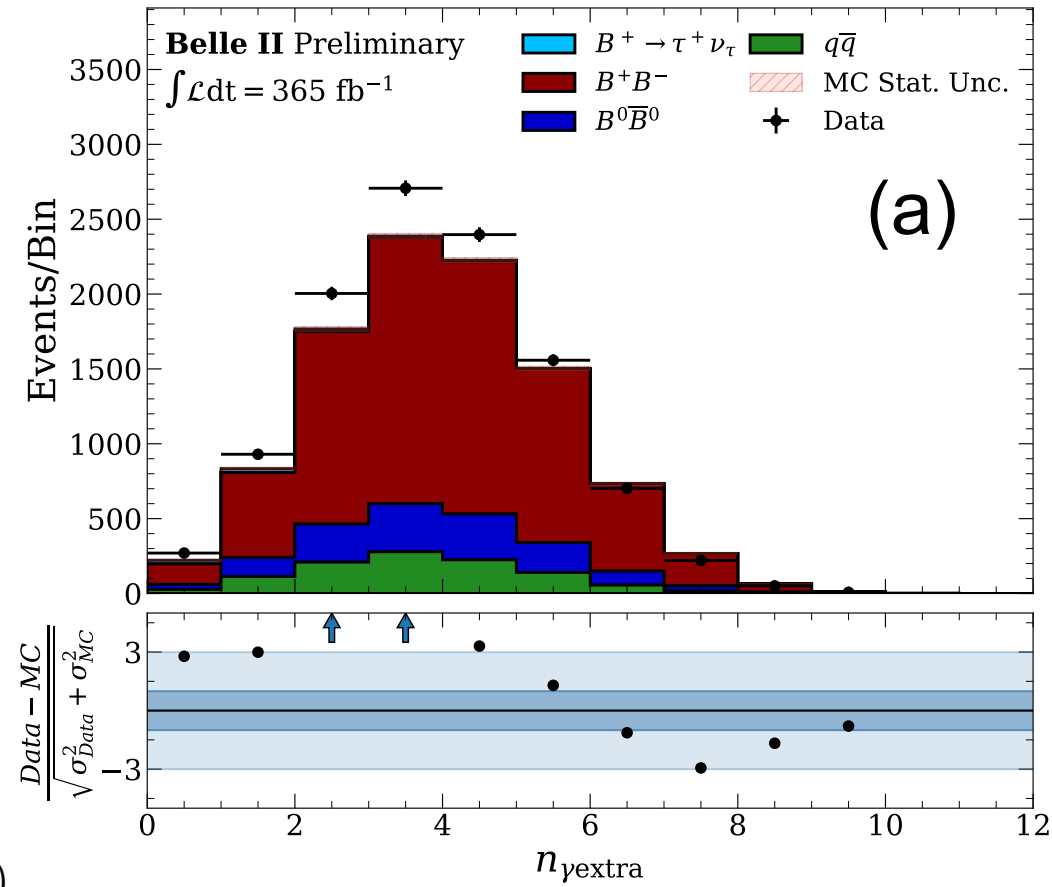 Belle II Preliminary
∫ℒdt = 365 fb⁻¹
B⁺ → τ⁺ν_τ
B⁺B⁻
B⁰B̅⁰
qq̅
MC Stat. Unc.
Data
(a)
Events/Bin
3500
3000
2500
2000
1500
1000
500
0
(Data − MC) / √(σ²_Data + σ²_MC)
3
−3
0 2 4 6 8 10 12
n_γextra
)